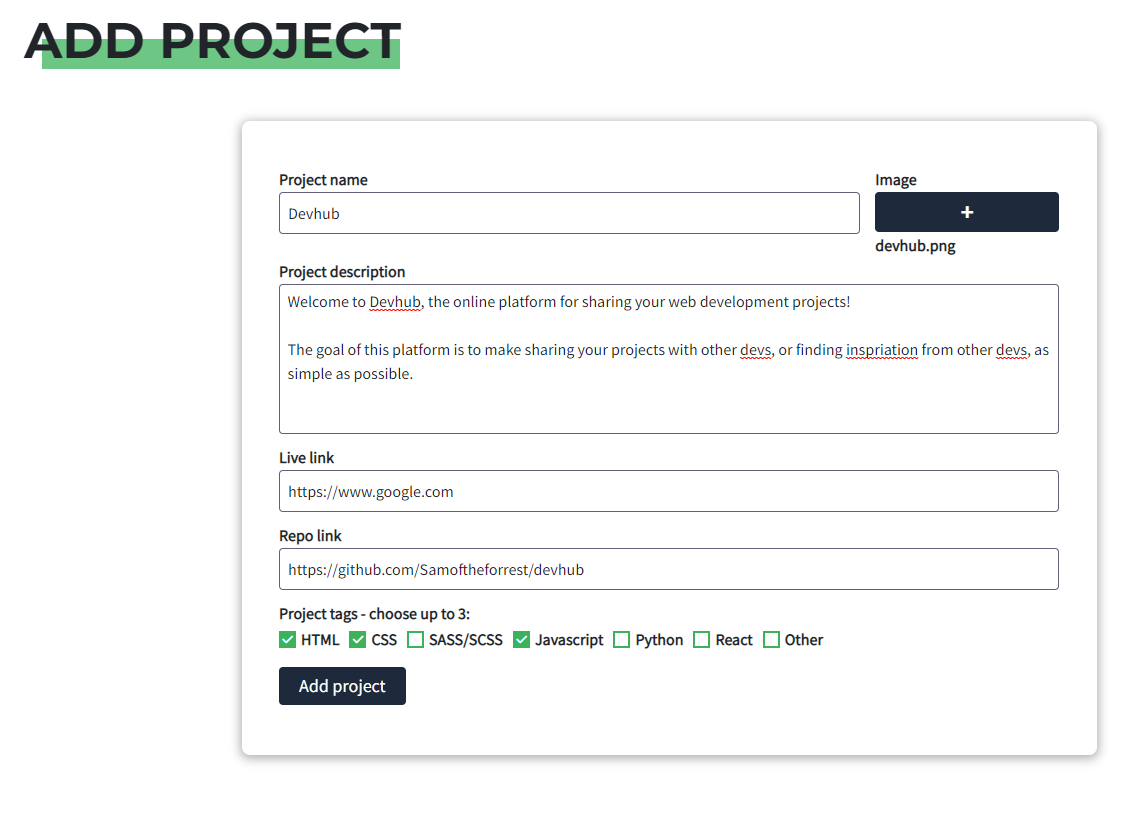 ADD PROJECT
Project name
Image
Devhub
+
devhub.png
Project description
Welcome to Devhub, the online platform for sharing your web development projects!
The goal of this platform is to make sharing your projects with other devs, or finding inspriation from other devs, as
simple as possible.
Live link
https://www.google.com
Repo link
https://github.com/Samoftheforrest/devhub
Project tags - choose up to 3:
HTML CSS SASS/SCSS Javascript Python React Other
Add project